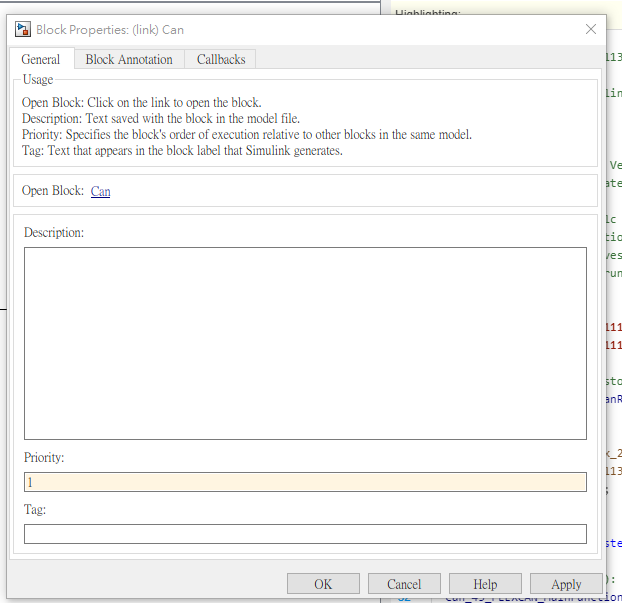 Highlighting:
Block Properties: (link) Can
General Block Annotation Callbacks
Usage
Open Block: Click on the link to open the block.
Description: Text saved with the block in the model file.
Priority: Specifies the block's order of execution relative to other blocks in the same model.
Tag: Text that appears in the block label that Simulink generates.
Open Block: Can
Description:
Priority:
1
Tag:
OK Cancel Help Apply